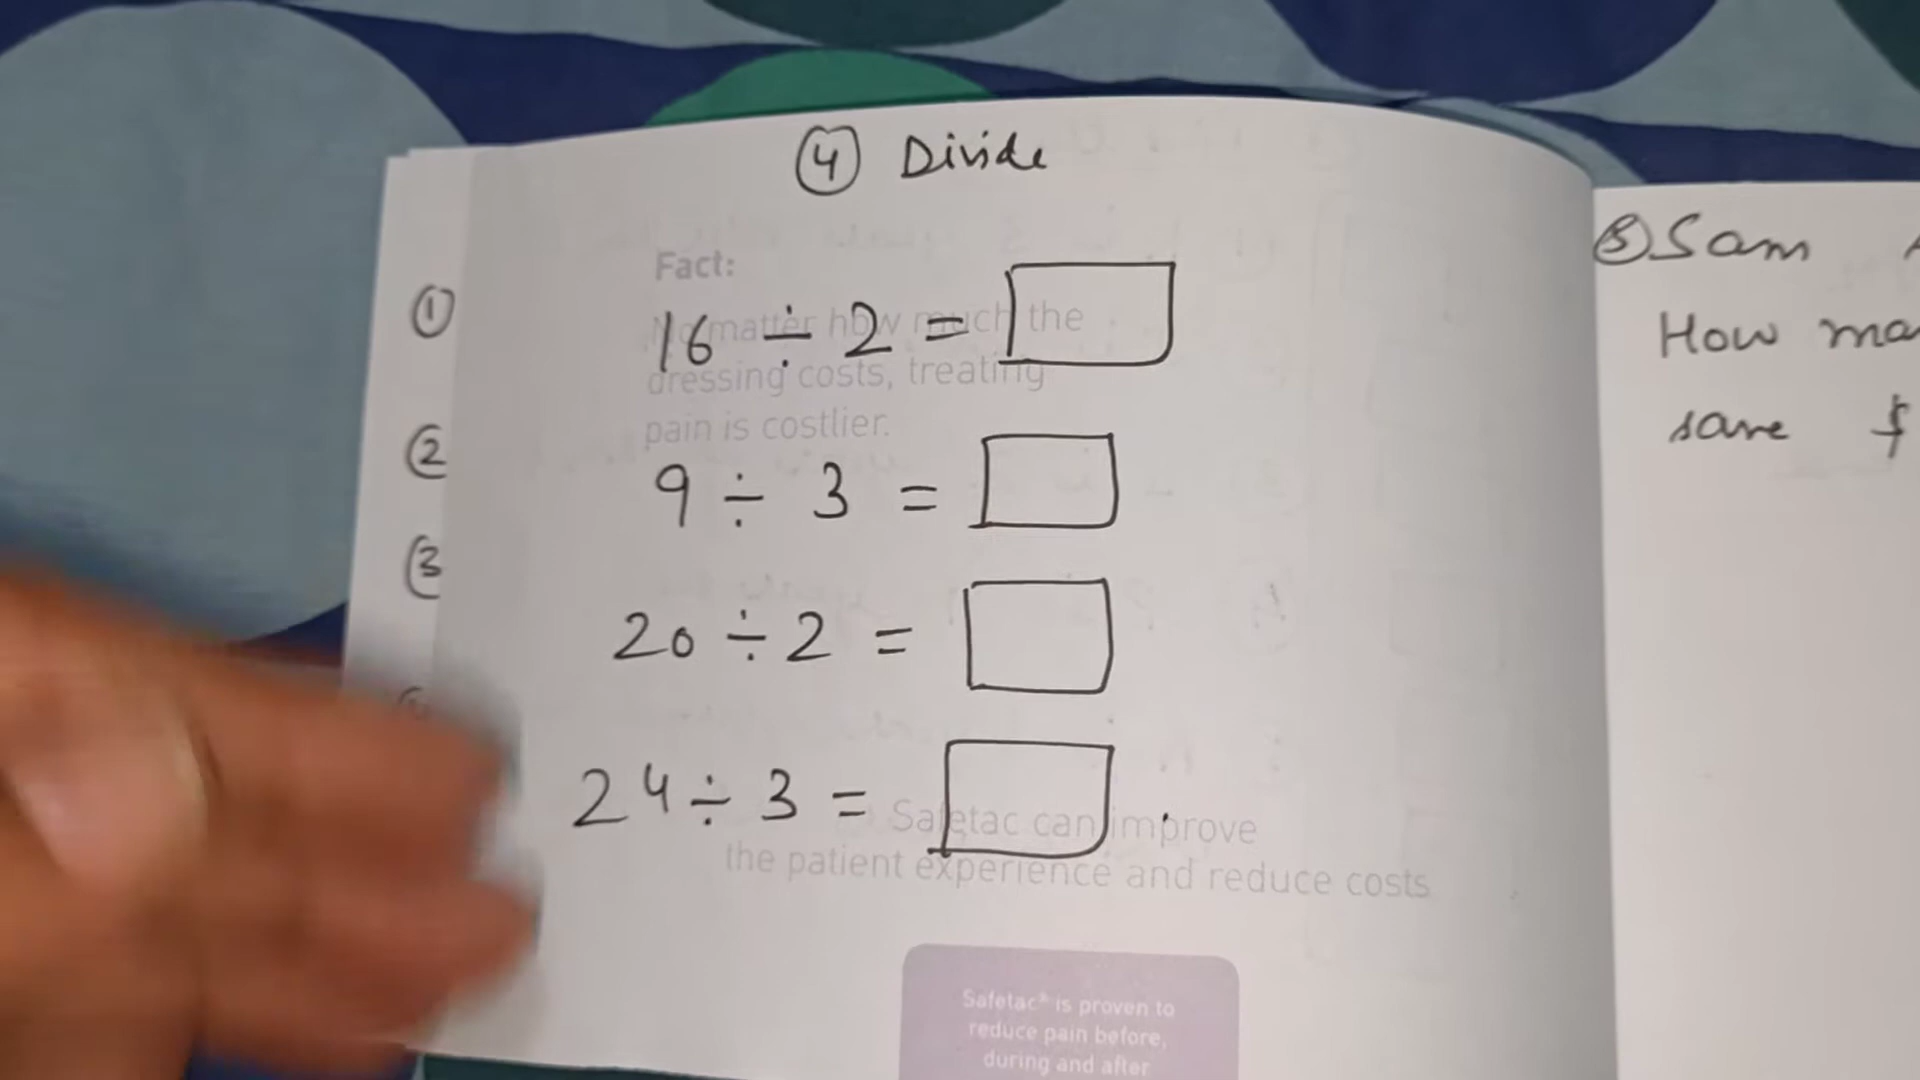 ④ Divide
Fact:
No matter how much the
dressing costs, treating
pain is costlier.
① 16 ÷ 2 =
② 9 ÷ 3 =
③ 20 ÷ 2 =
24 ÷ 3 =
Safetac can improve
the patient experience and reduce costs
Safetac® is proven to
reduce pain before,
during and after
⑤ Sam
How
save $